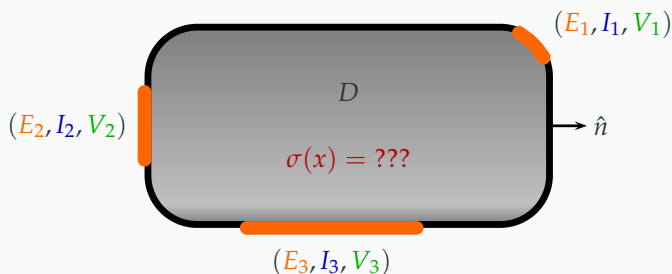 (E₁, I₁, V₁)
D
(E₂, I₂, V₂)
n̂
σ(x) = ???
(E₃, I₃, V₃)